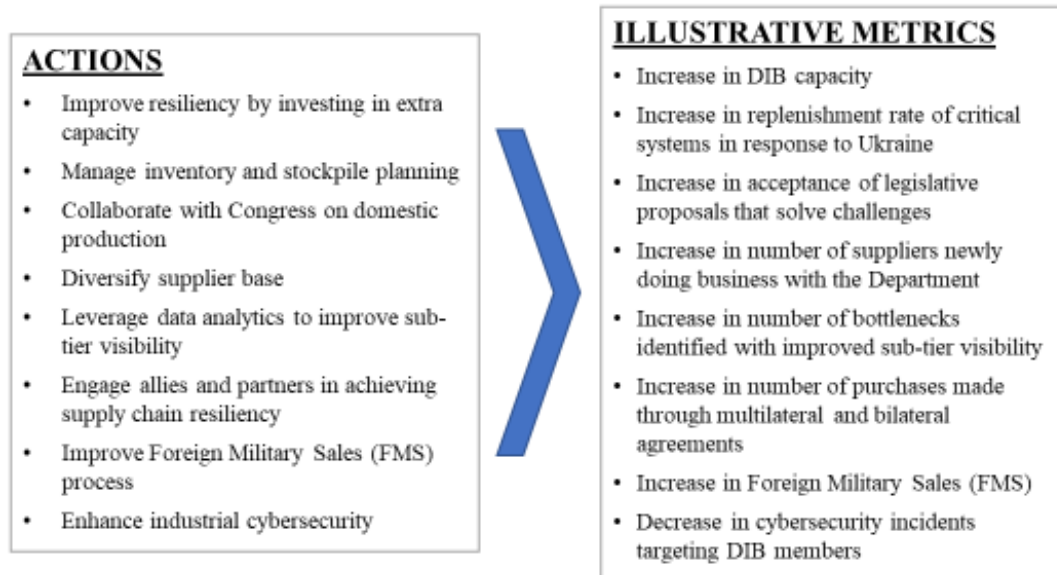 ACTIONS
• Improve resiliency by investing in extra
capacity
• Manage inventory and stockpile planning
• Collaborate with Congress on domestic
production
• Diversify supplier base
• Leverage data analytics to improve sub-
tier visibility
• Engage allies and partners in achieving
supply chain resiliency
• Improve Foreign Military Sales (FMS)
process
• Enhance industrial cybersecurity
ILLUSTRATIVE METRICS
• Increase in DIB capacity
• Increase in replenishment rate of critical
systems in response to Ukraine
• Increase in acceptance of legislative
proposals that solve challenges
• Increase in number of suppliers newly
doing business with the Department
• Increase in number of bottlenecks
identified with improved sub-tier visibility
• Increase in number of purchases made
through multilateral and bilateral
agreements
• Increase in Foreign Military Sales (FMS)
• Decrease in cybersecurity incidents
targeting DIB members